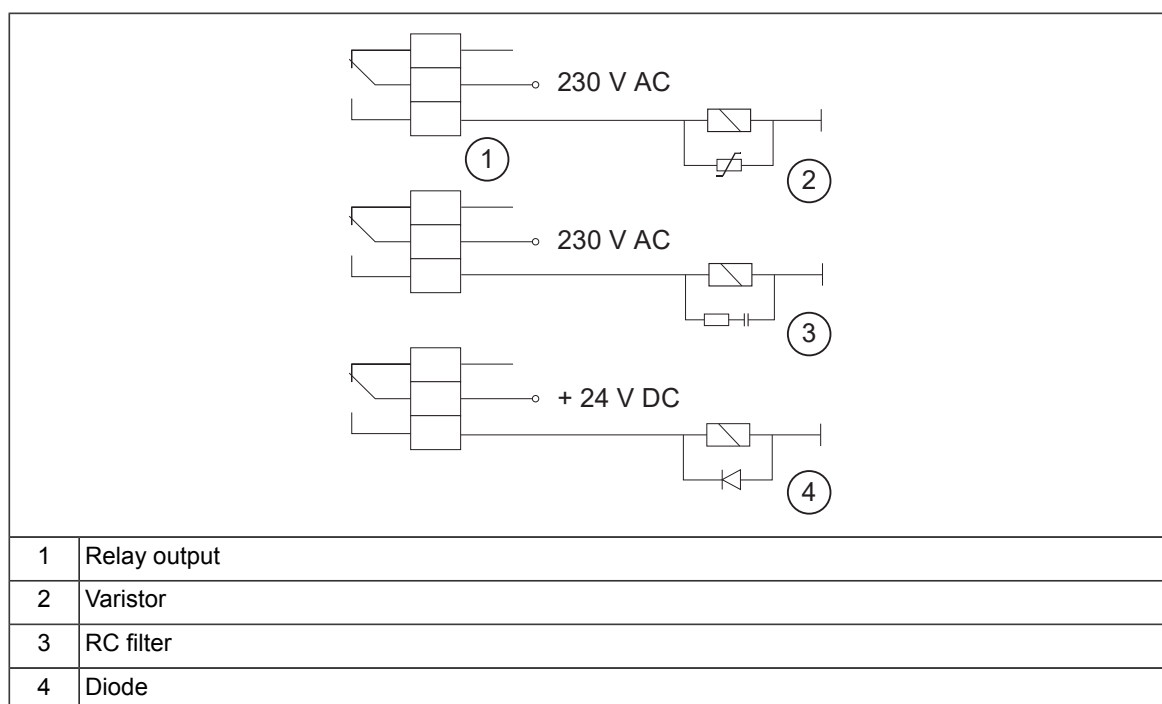 230 V AC
1
2
230 V AC
3
+ 24 V DC
4
1 Relay output
2 Varistor
3 RC filter
4 Diode